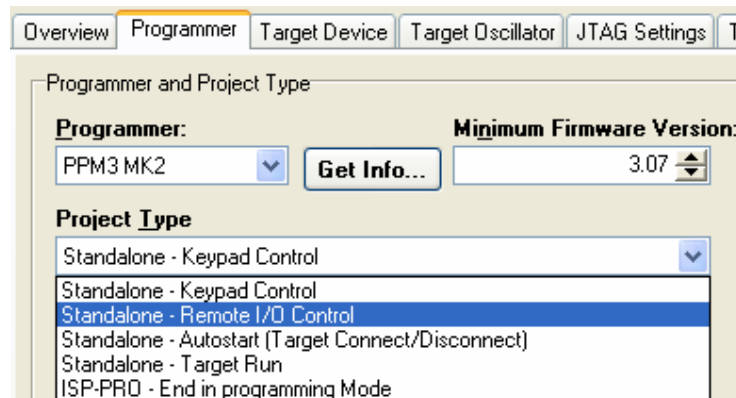 Overview Programmer Target Device Target Oscillator JTAG Settings
Programmer and Project Type
Programmer: Minimum Firmware Version:
PPM3 MK2 Get Info... 3.07
Project Type
Standalone - Keypad Control
Standalone - Keypad Control
Standalone - Remote I/O Control
Standalone - Autostart (Target Connect/Disconnect)
Standalone - Target Run
ISP-PRO - End in programming Mode